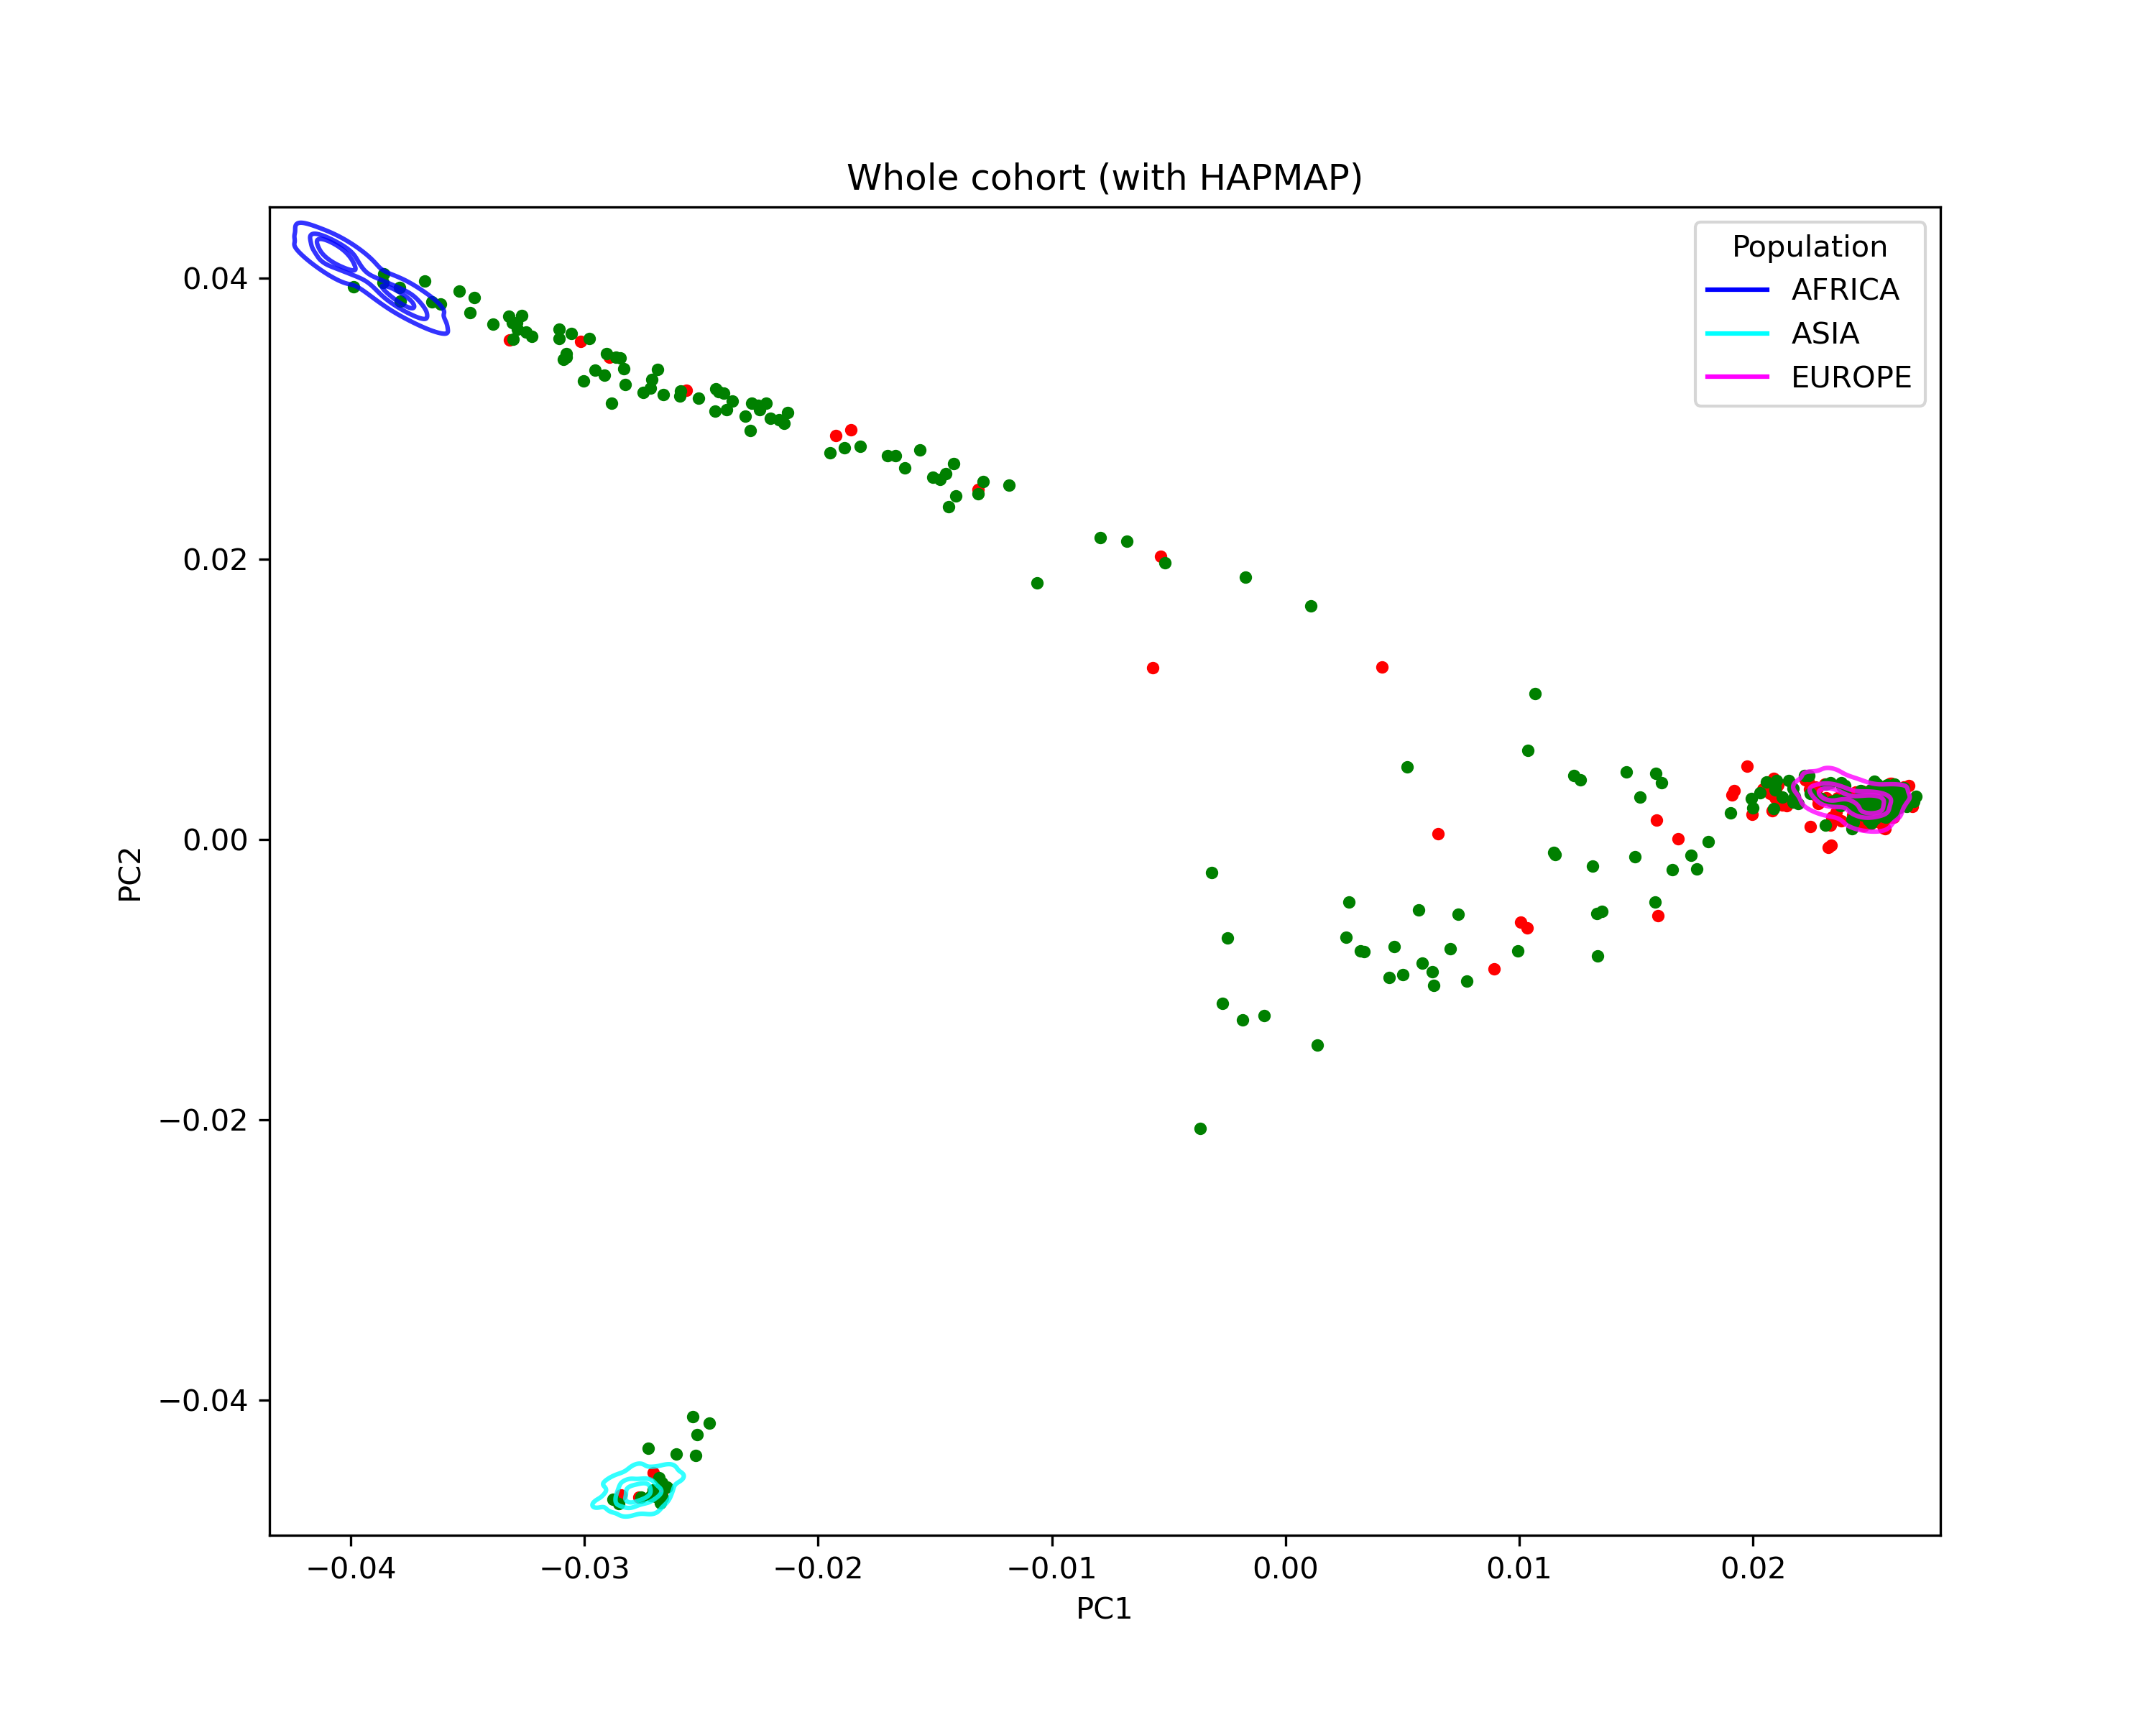 Whole cohort (with HAPMAP)
Population
AFRICA
ASIA
EUROPE
0.04
0.02
0.00
−0.02
−0.04
PC2
−0.04 −0.03 −0.02 −0.01 0.00 0.01 0.02
PC1